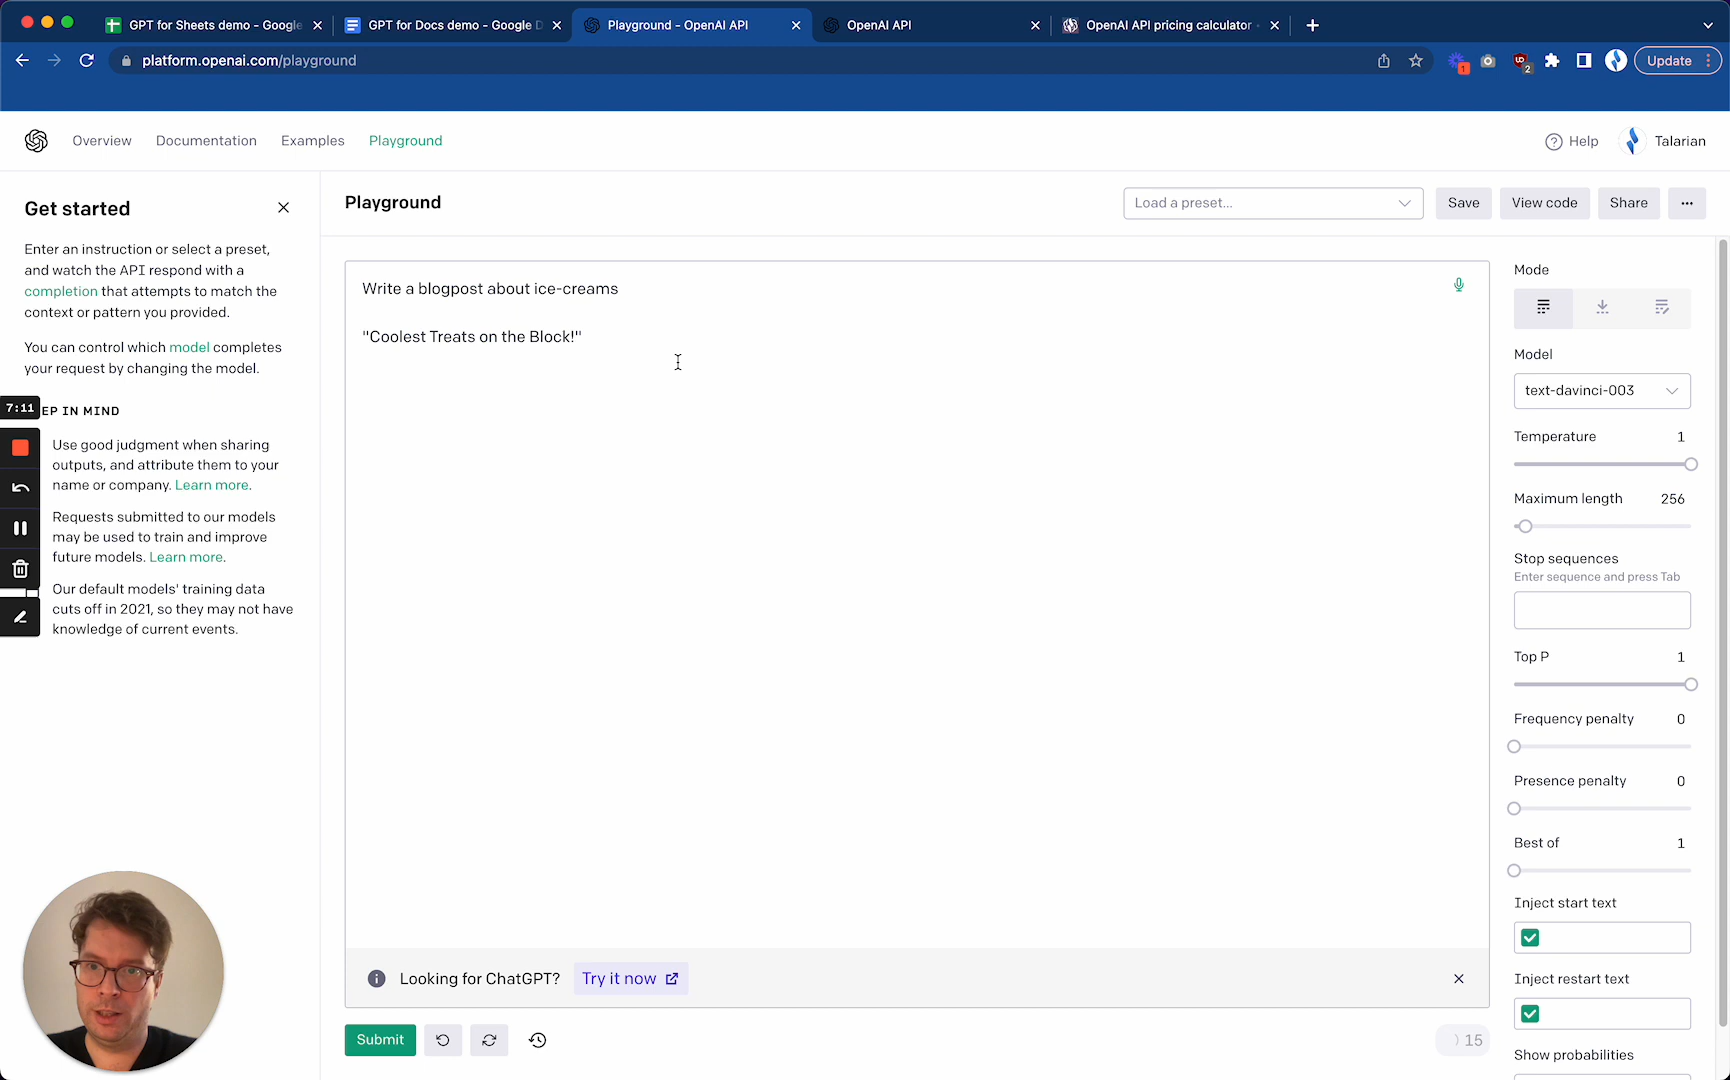 GPT for Sheets demo - Google
GPT for Docs demo - Google D
Playground - OpenAI API
OpenAI API
OpenAI API pricing calculator
platform.openai.com/playground
1
2
Update
Overview
Documentation
Examples
Playground
Help
Talarian
Get started
Enter an instruction or select a preset,
and watch the API respond with a
completion that attempts to match the
context or pattern you provided.
You can control which model completes
your request by changing the model.
7:11
EP IN MIND
Use good judgment when sharing
outputs, and attribute them to your
name or company. Learn more.
Requests submitted to our models
may be used to train and improve
future models. Learn more.
Our default models' training data
cuts off in 2021, so they may not have
knowledge of current events.
Playground
Load a preset...
Save
View code
Share
...
Write a blogpost about ice-creams
"Coolest Treats on the Block!"
Looking for ChatGPT?
Try it now
Submit
15
Mode
Model
text-davinci-003
Temperature 1
Maximum length 256
Stop sequences
Enter sequence and press Tab
Top P 1
Frequency penalty 0
Presence penalty 0
Best of 1
Inject start text
Inject restart text
Show probabilities